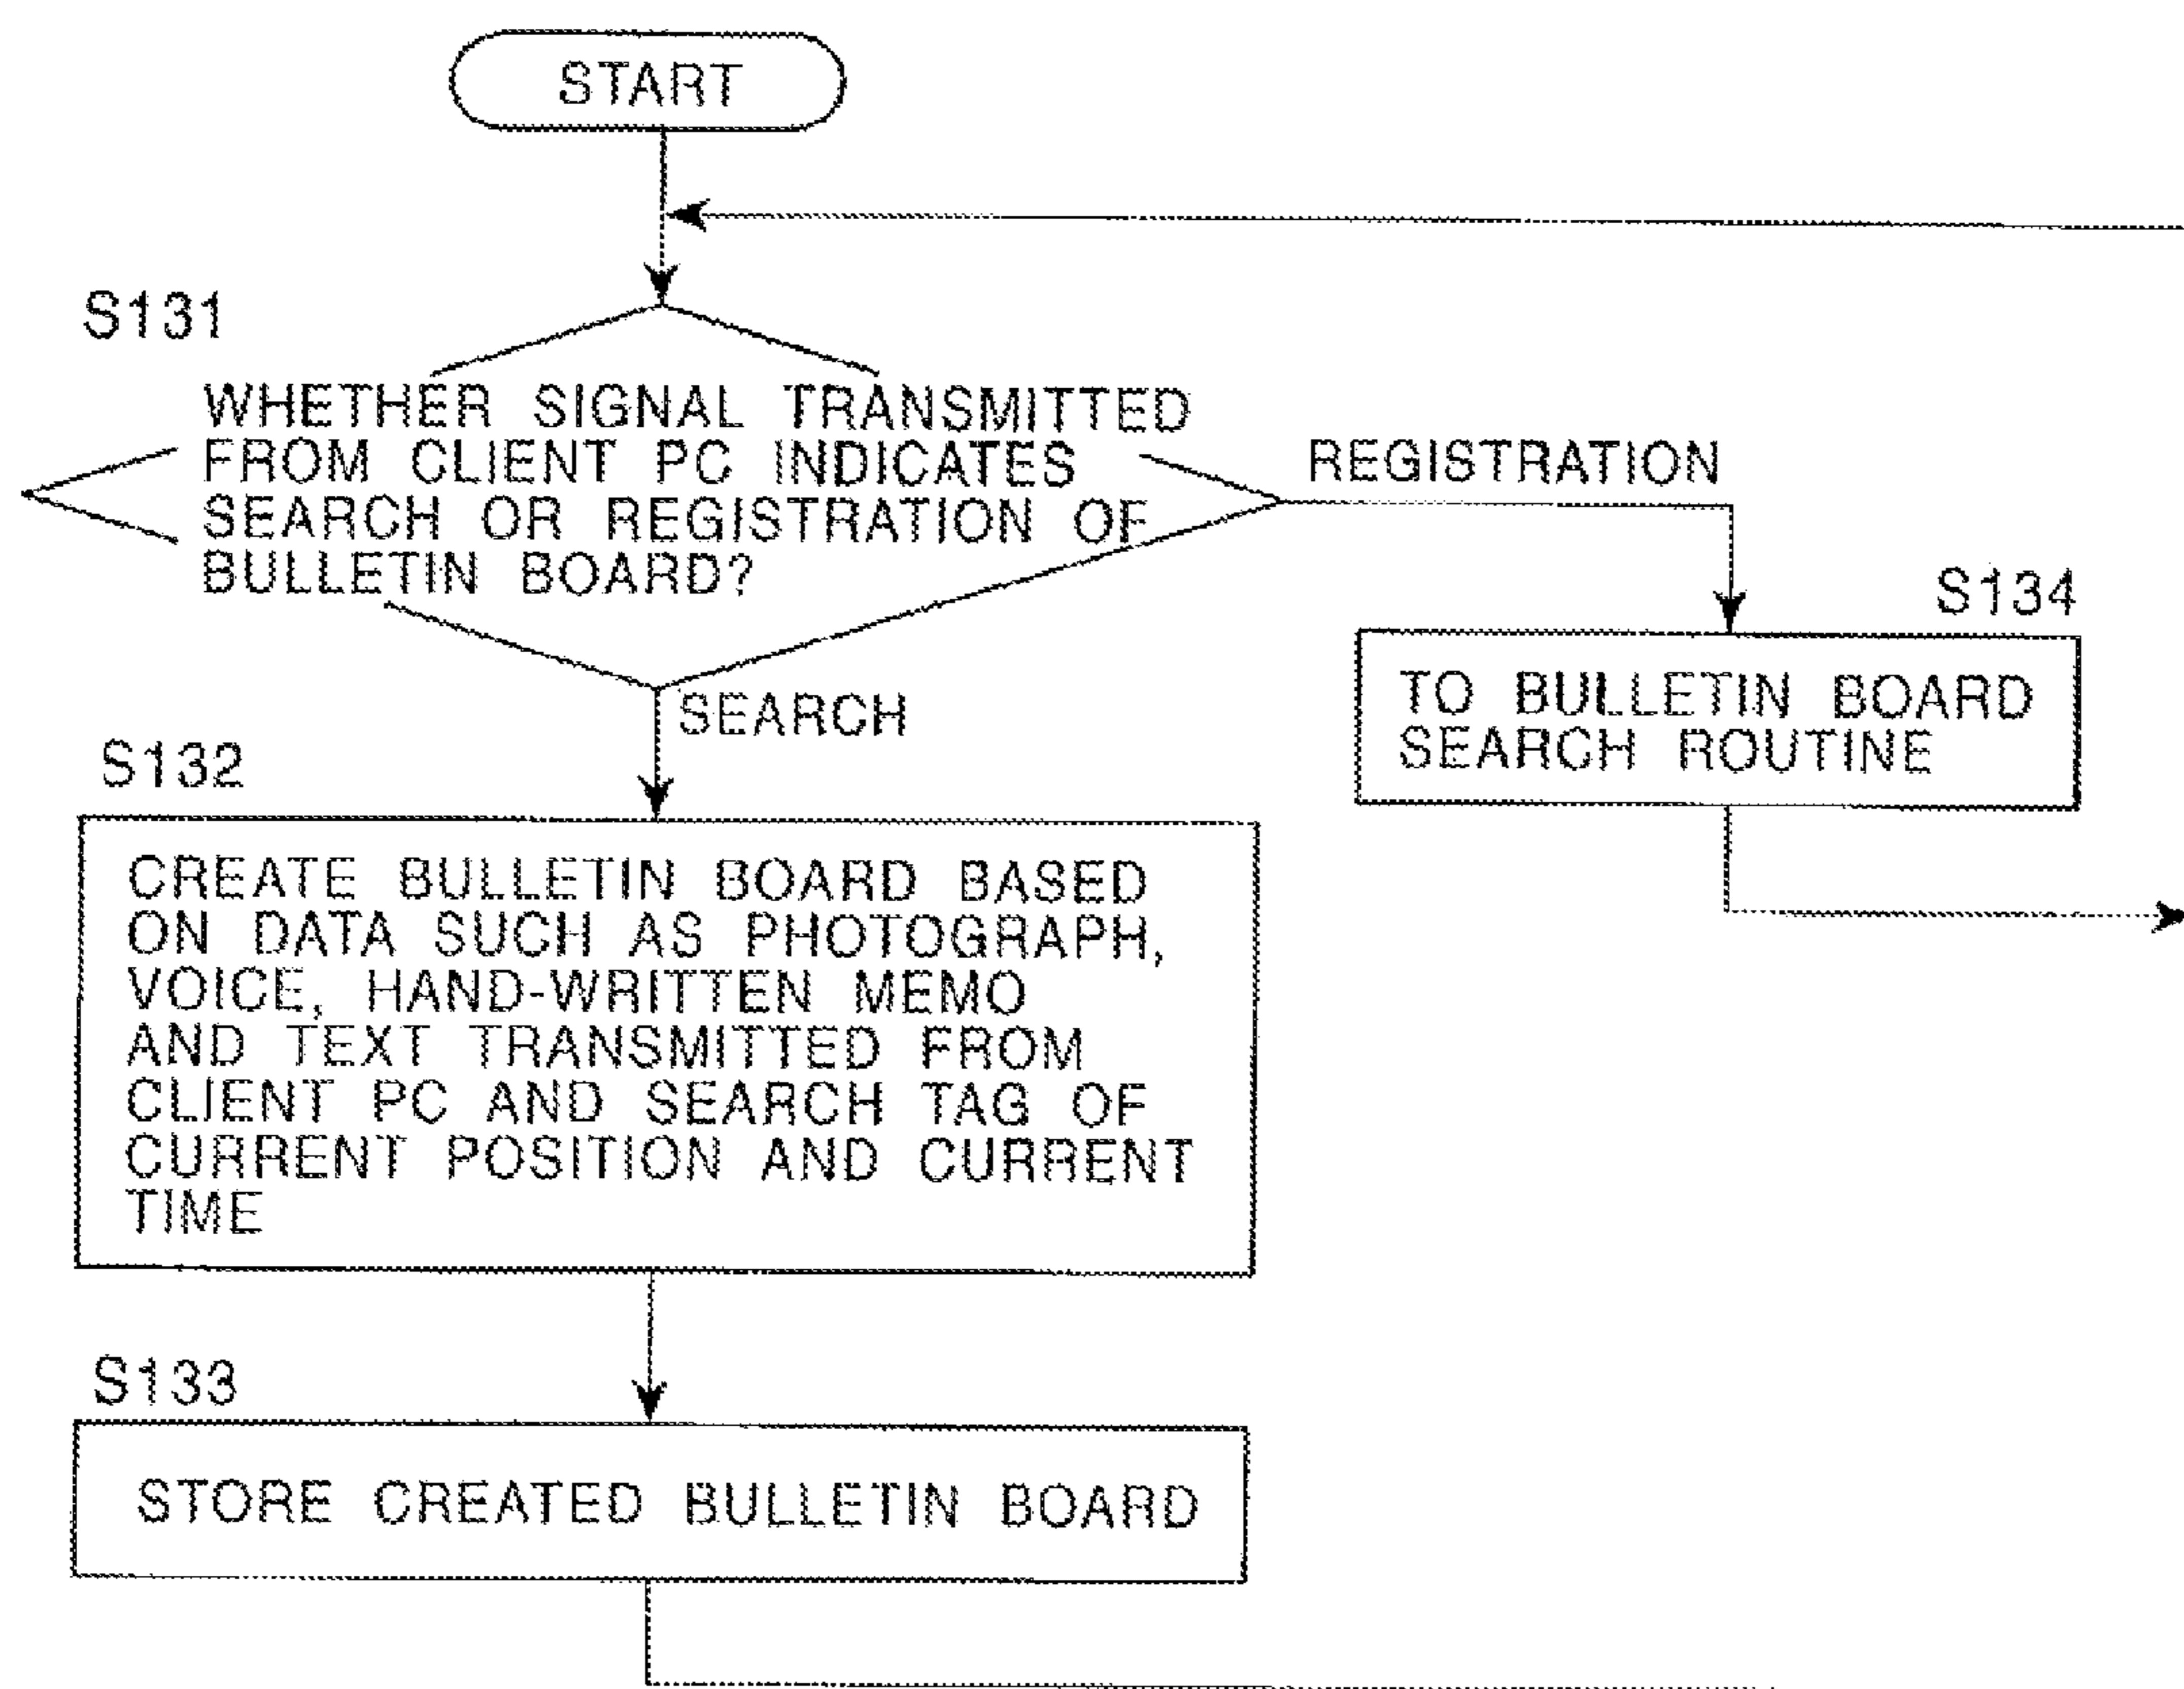 START
S131
WHETHER SIGNAL TRANSMITTED
FROM CLIENT PC INDICATES
SEARCH OR REGISTRATION OF
BULLETIN BOARD?
REGISTRATION
SEARCH
S134
TO BULLETIN BOARD
SEARCH ROUTINE
S132
CREATE BULLETIN BOARD BASED
ON DATA SUCH AS PHOTOGRAPH,
VOICE, HAND-WRITTEN MEMO
AND TEXT TRANSMITTED FROM
CLIENT PC AND SEARCH TAG OF
CURRENT POSITION AND CURRENT
TIME
S133
STORE CREATED BULLETIN BOARD